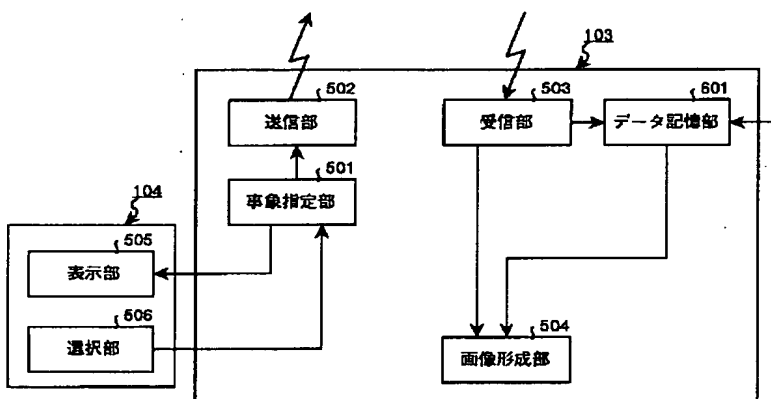 103
502
送信部
503
受信部
601
データ記憶部
501
事象指定部
104
505
表示部
506
選択部
504
画像形成部